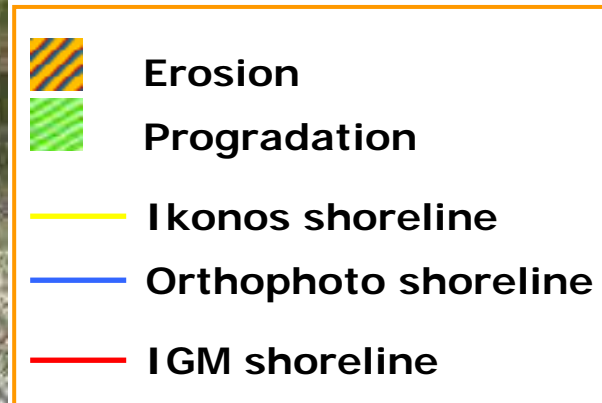 Erosion
Progradation
Ikonos shoreline
Orthophoto shoreline
IGM shoreline